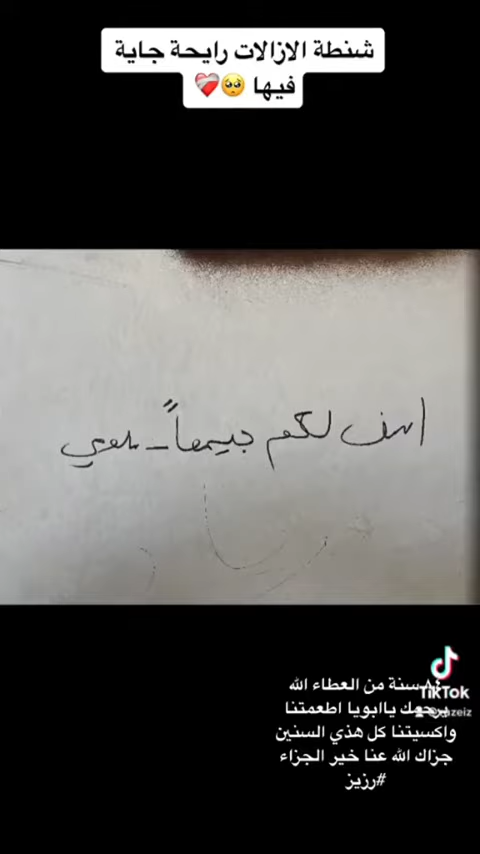 شنطة الازالات رايحة جاية
فيها 🥺❤️‍🩹
اسف لكم جميعاً
TikTok
سنة من العطاء الله
يرحمك ياابويا اطعمتنا
واكسيتنا كل هذي السنين
جزاك الله عنا خير الجزاء
#رزيز